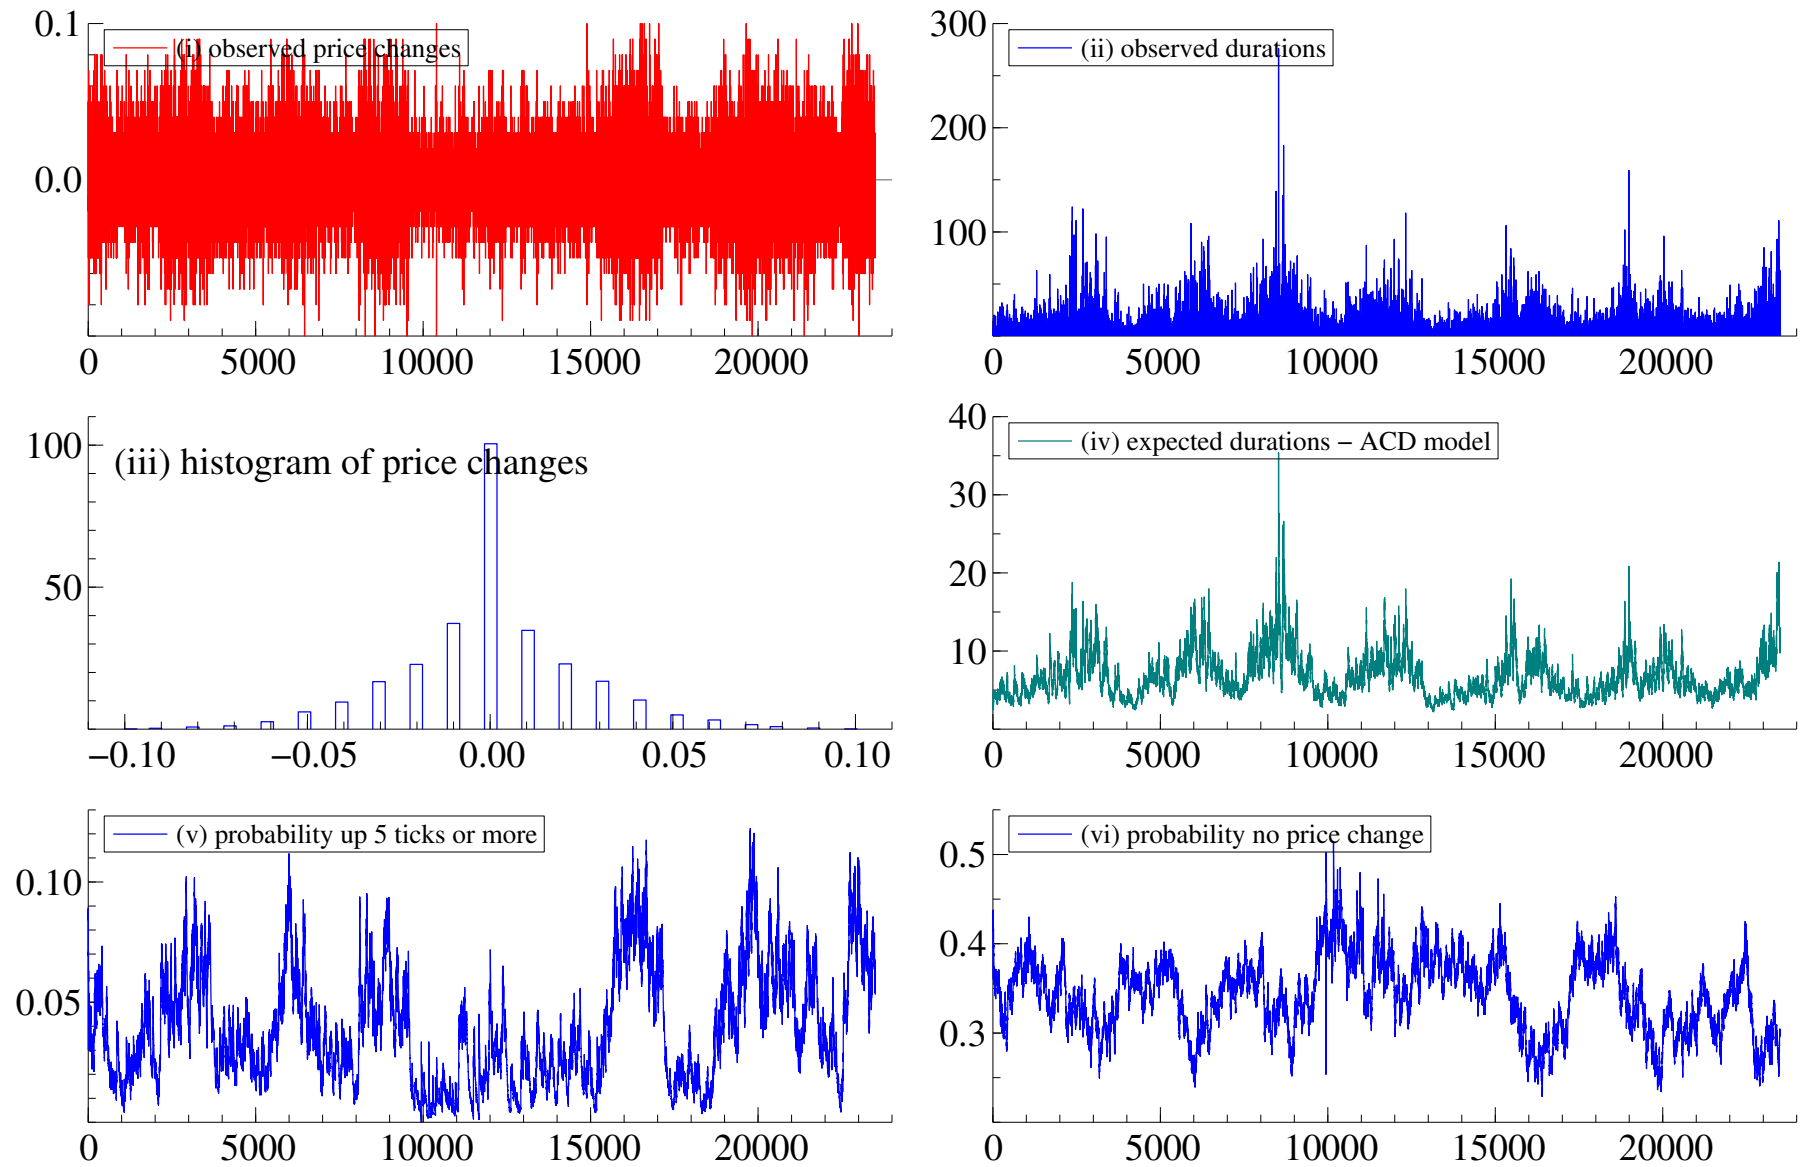 0.1
0.0
(i) observed price changes
0 5000 10000 15000 20000
300
200
100
(ii) observed durations
0 5000 10000 15000 20000
100
50
(iii) histogram of price changes
−0.10 −0.05 0.00 0.05 0.10
40
30
20
10
(iv) expected durations − ACD model
0 5000 10000 15000 20000
0.10
0.05
(v) probability up 5 ticks or more
0 5000 10000 15000 20000
0.5
0.4
0.3
(vi) probability no price change
0 5000 10000 15000 20000